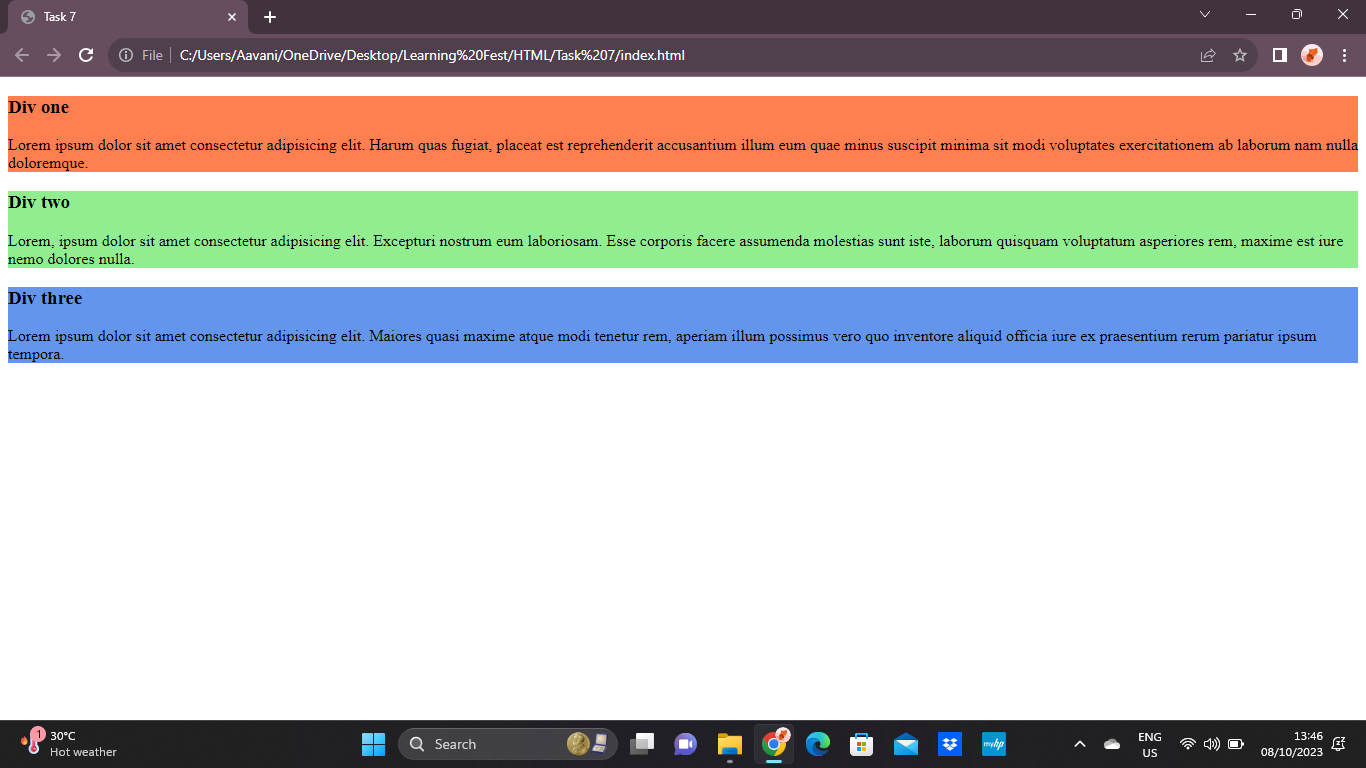 Task 7
File
C:/Users/Aavani/OneDrive/Desktop/Learning%20Fest/HTML/Task%207/index.html
Div one
Lorem ipsum dolor sit amet consectetur adipisicing elit. Harum quas fugiat, placeat est reprehenderit accusantium illum eum quae minus suscipit minima sit modi voluptates exercitationem ab laborum nam nulla
doloremque.
Div two
Lorem, ipsum dolor sit amet consectetur adipisicing elit. Excepturi nostrum eum laboriosam. Esse corporis facere assumenda molestias sunt iste, laborum quisquam voluptatum asperiores rem, maxime est iure
nemo dolores nulla.
Div three
Lorem ipsum dolor sit amet consectetur adipisicing elit. Maiores quasi maxime atque modi tenetur rem, aperiam illum possimus vero quo inventore aliquid officia iure ex praesentium rerum pariatur ipsum
tempora.
1
30°C
Hot weather
Search
myhp
ENG
US
13:46
08/10/2023